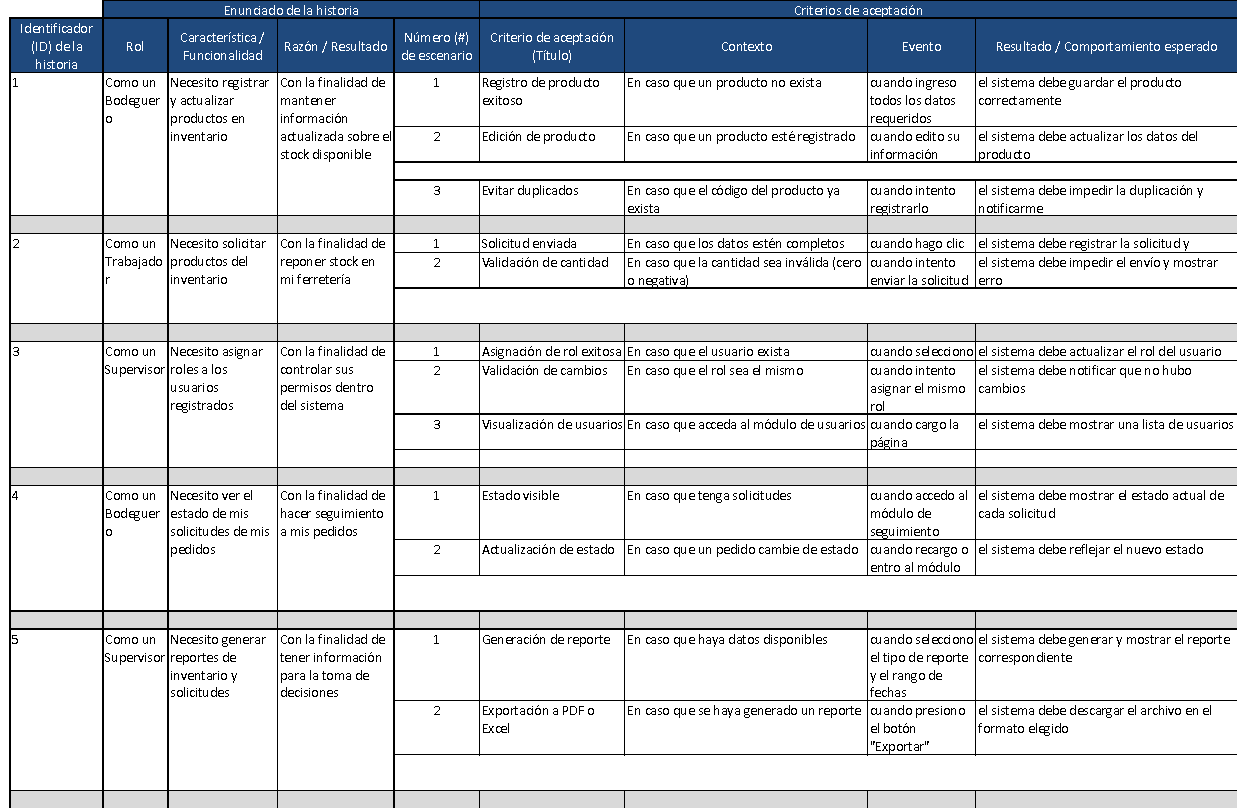 Enunciado de la historia
Criterios de aceptación
Identificador
(ID) de la
historia
Rol
Característica /
Funcionalidad
Razón / Resultado
Número (#)
de escenario
Criterio de aceptación
(Título)
Contexto
Evento
Resultado / Comportamiento esperado
1
Como un
Bodeguer
o
Necesito registrar
y actualizar
productos en
inventario
Con la finalidad de
mantener
información
actualizada sobre el
stock disponible
1
Registro de producto
exitoso
En caso que un producto no exista
cuando ingreso
todos los datos
requeridos
el sistema debe guardar el producto
correctamente
2
Edición de producto
En caso que un producto esté registrado
cuando edito su
información
el sistema debe actualizar los datos del
producto
3
Evitar duplicados
En caso que el código del producto ya
exista
cuando intento
registrarlo
el sistema debe impedir la duplicación y
notificarme
2
Como un
Trabajado
r
Necesito solicitar
productos del
inventario
Con la finalidad de
reponer stock en
mi ferretería
1
Solicitud enviada
En caso que los datos estén completos
cuando hago clic
el sistema debe registrar la solicitud y
2
Validación de cantidad
En caso que la cantidad sea inválida (cero
o negativa)
cuando intento
enviar la solicitud
el sistema debe impedir el envío y mostrar
erro
3
Como un
Supervisor
Necesito asignar
roles a los
usuarios
registrados
Con la finalidad de
controlar sus
permisos dentro
del sistema
1
Asignación de rol exitosa
En caso que el usuario exista
cuando selecciono
el sistema debe actualizar el rol del usuario
2
Validación de cambios
En caso que el rol sea el mismo
cuando intento
asignar el mismo
rol
el sistema debe notificar que no hubo
cambios
3
Visualización de usuarios
En caso que acceda al módulo de usuarios
cuando cargo la
página
el sistema debe mostrar una lista de usuarios
4
Como un
Bodeguer
o
Necesito ver el
estado de mis
solicitudes de mis
pedidos
Con la finalidad de
hacer seguimiento
a mis pedidos
1
Estado visible
En caso que tenga solicitudes
cuando accedo al
módulo de
seguimiento
el sistema debe mostrar el estado actual de
cada solicitud
2
Actualización de estado
En caso que un pedido cambie de estado
cuando recargo o
entro al módulo
el sistema debe reflejar el nuevo estado
5
Como un
Supervisor
Necesito generar
reportes de
inventario y
solicitudes
Con la finalidad de
tener información
para la toma de
decisiones
1
Generación de reporte
En caso que haya datos disponibles
cuando selecciono
el tipo de reporte
y el rango de
fechas
el sistema debe generar y mostrar el reporte
correspondiente
2
Exportación a PDF o
Excel
En caso que se haya generado un reporte
cuando presiono
el botón
"Exportar"
el sistema debe descargar el archivo en el
formato elegido